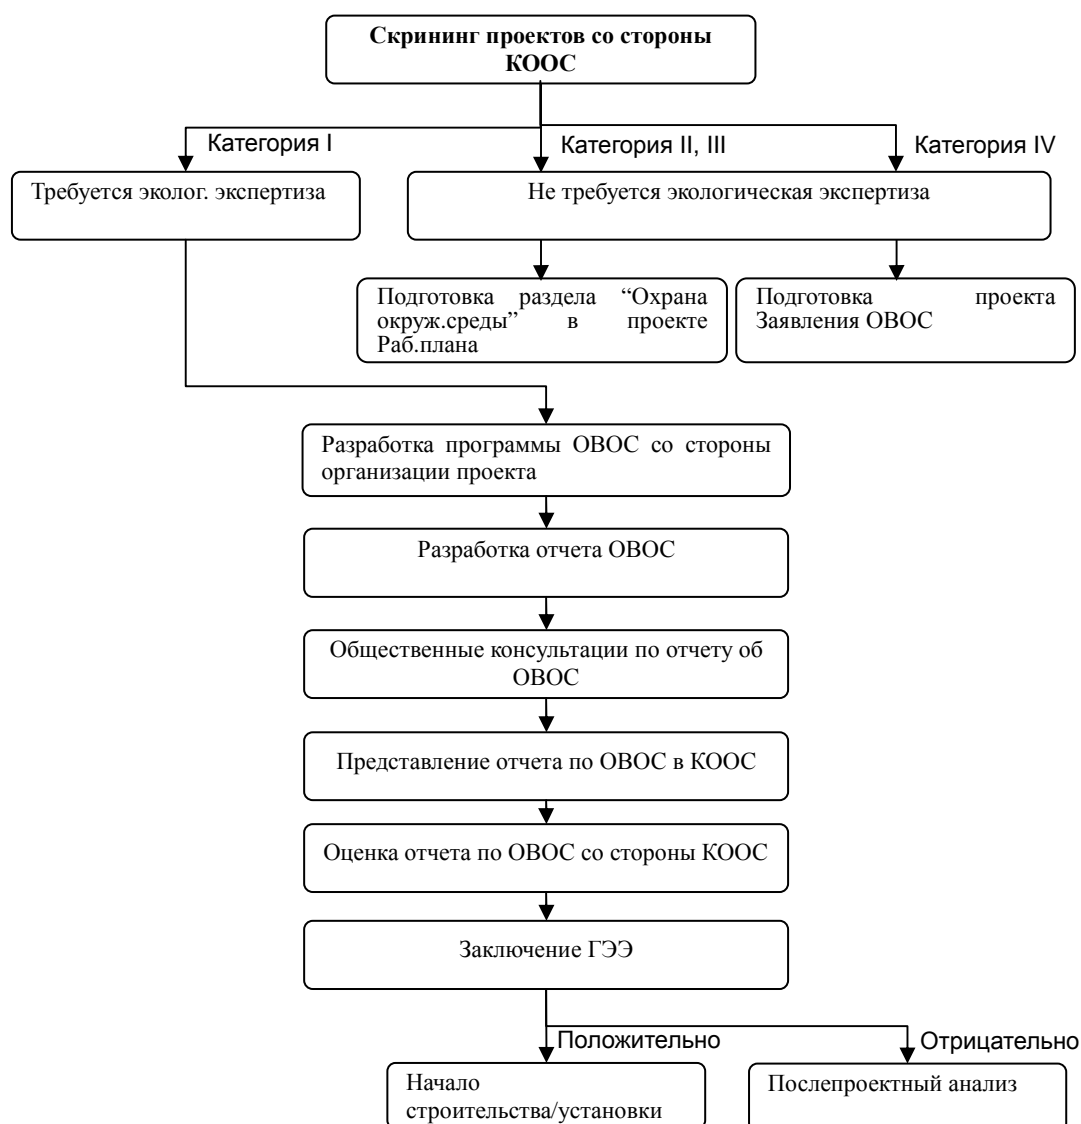 Скрининг проектов со стороны
КООС
Категория I
Категория II, III
Категория IV
Требуется эколог. экспертиза
Не требуется экологическая экспертиза
Подготовка раздела “Охрана
окруж.среды” в проекте
Раб.плана
Подготовка проекта
Заявления ОВОС
Разработка программы ОВОС со стороны
организации проекта
Разработка отчета ОВОС
Общественные консультации по отчету об
ОВОС
Представление отчета по ОВОС в КООС
Оценка отчета по ОВОС со стороны КООС
Заключение ГЭЭ
Положительно
Отрицательно
Начало
строительства/установки
Послепроектный анализ